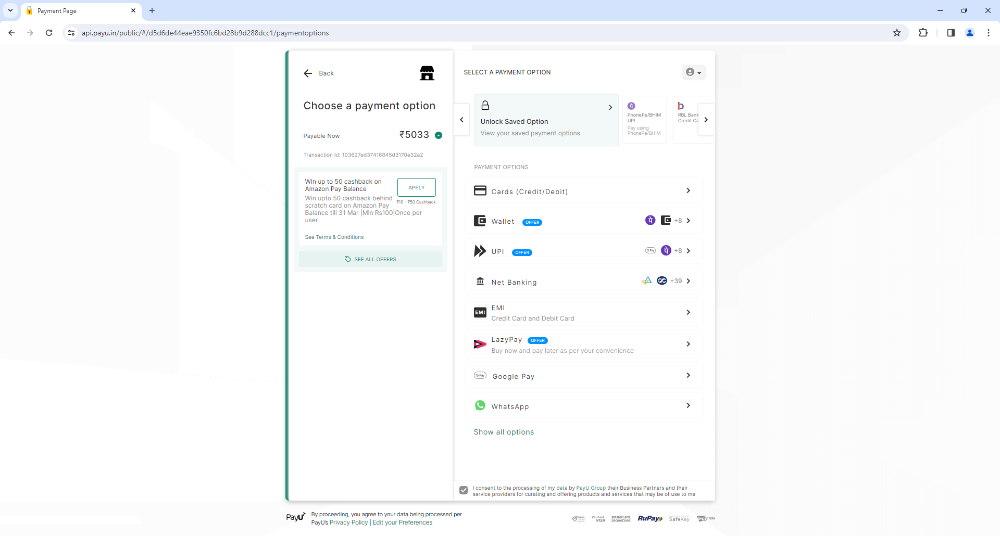 Payment Page
api.payu.in/public/#/d5d6de44eae9350fc6bd28b9d288dcc1/paymentoptions
Back
Choose a payment option
Payable Now
₹5033
Transaction Id: 103627ed37416845d3170e32a2
Win up to 50 cashback on
Amazon Pay Balance
Win upto 50 cashback behind
scratch card on Amazon Pay
Balance till 31 Mar |Min Rs100|Once per
user
APPLY
₹10 - ₹50 Cashback
See Terms & Conditions
SEE ALL OFFERS
SELECT A PAYMENT OPTION
Unlock Saved Option
View your saved payment options
पे
PhonePe/BHIM
UPI
Pay using
PhonePe/BHIM
RBL Bank
Credit Ca
PAYMENT OPTIONS
Cards (Credit/Debit)
Wallet OFFER पे +8
UPI OFFER G Pay पे +8
Net Banking +39
EMI EMI
Credit Card and Debit Card
LazyPay OFFER
Buy now and pay later as per your convenience
G Pay Google Pay
WhatsApp
Show all options
I consent to the processing of my data by PayU Group their Business Partners and their
service providers for curating and offering products and services that may be of use to me
PayU
By proceeding, you agree to your data being processed per
PayU's Privacy Policy | Edit your Preferences
Verified
VISA
MasterCard.
SecureCode.
RuPay
SafeKey
PCI DSS